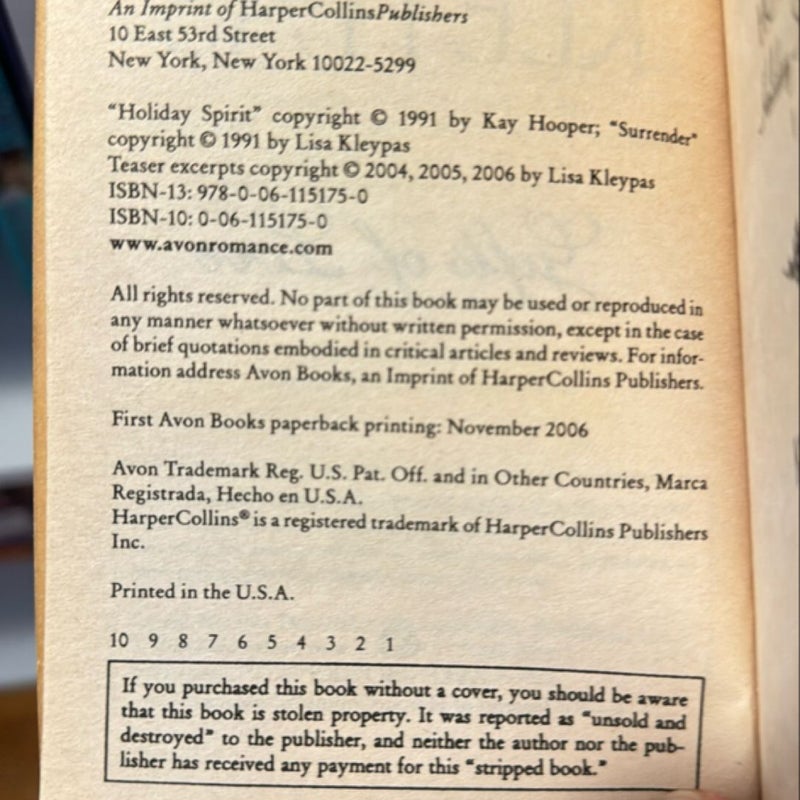 An Imprint of HarperCollinsPublishers
10 East 53rd Street
New York, New York 10022-5299
"Holiday Spirit" copyright © 1991 by Kay Hooper; "Surrender"
copyright © 1991 by Lisa Kleypas
Teaser excerpts copyright © 2004, 2005, 2006 by Lisa Kleypas
ISBN-13: 978-0-06-115175-0
ISBN-10: 0-06-115175-0
www.avonromance.com
All rights reserved. No part of this book may be used or reproduced in
any manner whatsoever without written permission, except in the case
of brief quotations embodied in critical articles and reviews. For infor-
mation address Avon Books, an Imprint of HarperCollins Publishers.
First Avon Books paperback printing: November 2006
Avon Trademark Reg. U.S. Pat. Off. and in Other Countries, Marca
Registrada, Hecho en U.S.A.
HarperCollins® is a registered trademark of HarperCollins Publishers
Inc.
Printed in the U.S.A.
10 9 8 7 6 5 4 3 2 1
If you purchased this book without a cover, you should be aware
that this book is stolen property. It was reported as "unsold and
destroyed" to the publisher, and neither the author nor the pub-
lisher has received any payment for this "stripped book."